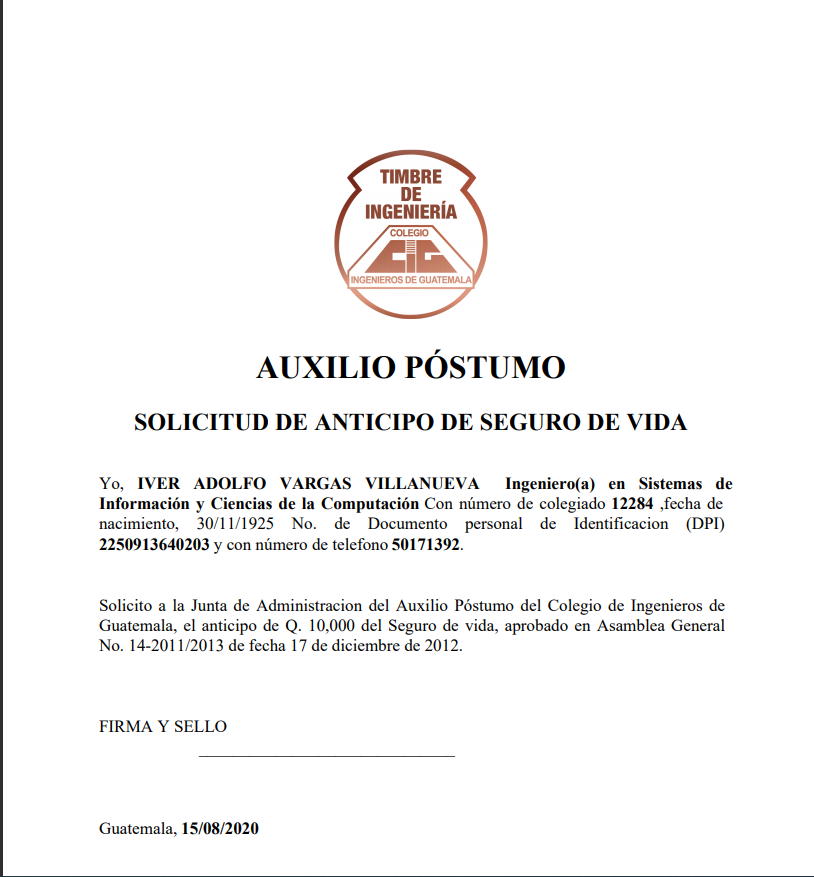 TIMBRE
DE
INGENIERÍA
COLEGIO
CIG
INGENIEROS DE GUATEMALA
AUXILIO PÓSTUMO
SOLICITUD DE ANTICIPO DE SEGURO DE VIDA
Yo, IVER ADOLFO VARGAS VILLANUEVA Ingeniero(a) en Sistemas de
Información y Ciencias de la Computación Con número de colegiado 12284 ,fecha de
nacimiento, 30/11/1925 No. de Documento personal de Identificacion (DPI)
2250913640203 y con número de telefono 50171392.
Solicito a la Junta de Administracion del Auxilio Póstumo del Colegio de Ingenieros de
Guatemala, el anticipo de Q. 10,000 del Seguro de vida, aprobado en Asamblea General
No. 14-2011/2013 de fecha 17 de diciembre de 2012.
FIRMA Y SELLO
Guatemala, 15/08/2020